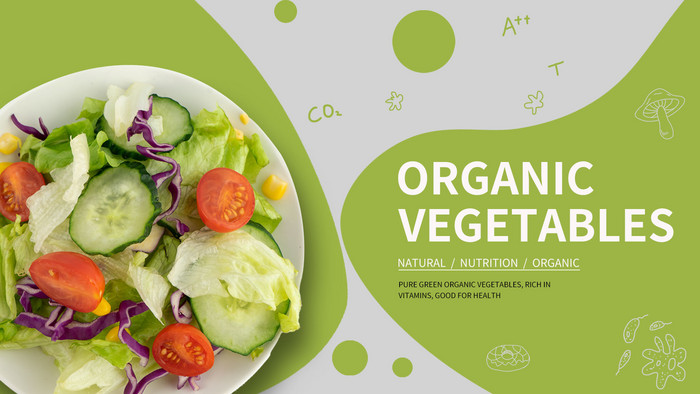 A++
T
CO₂
ORGANIC
VEGETABLES
NATURAL / NUTRITION / ORGANIC
PURE GREEN ORGANIC VEGETABLES, RICH IN
VITAMINS, GOOD FOR HEALTH